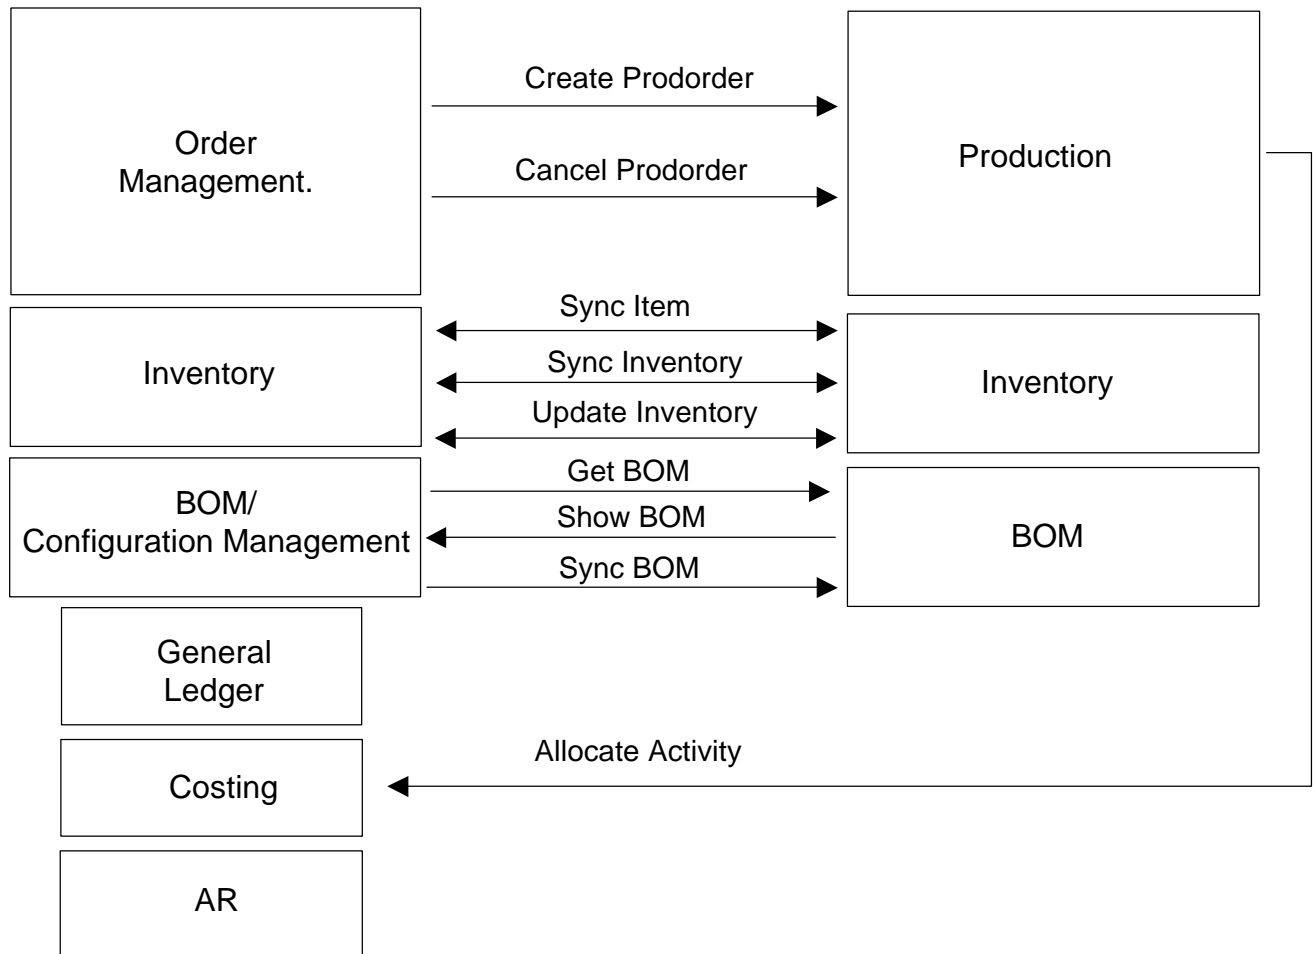 Create Prodorder
Order
Management.
Production
Cancel Prodorder
Sync Item
Inventory
Sync Inventory
Inventory
Update Inventory
Get BOM
BOM/
Configuration Management
Show BOM
BOM
Sync BOM
General
Ledger
Allocate Activity
Costing
AR